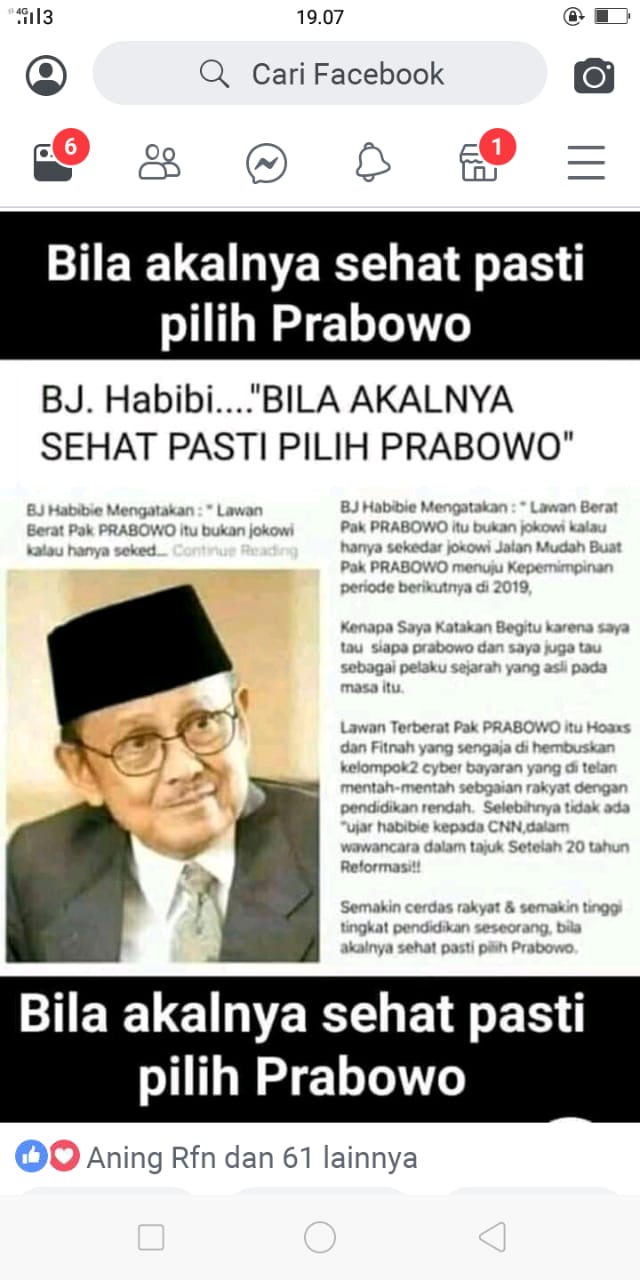 4G 3
19.07
Cari Facebook
6
1
Bila akalnya sehat pasti
pilih Prabowo
BJ. Habibi...."BILA AKALNYA
SEHAT PASTI PILIH PRABOWO"
BJ Habibie Mengatakan : " Lawan
Berat Pak PRABOWO itu bukan jokowi
kalau hanya seked... Continue Reading
BJ Habibie Mengatakan : " Lawan Berat
Pak PRABOWO itu bukan jokowi kalau
hanya sekedar jokowi Jalan Mudah Buat
Pak PRABOWO menuju Kepemimpinan
periode berikutnya di 2019,
Kenapa Saya Katakan Begitu karena saya
tau siapa prabowo dan saya juga tau
sebagai pelaku sejarah yang asli pada
masa itu.
Lawan Terberat Pak PRABOWO itu Hoaxs
dan Fitnah yang sengaja di hembuskan
kelompok2 cyber bayaran yang di telan
mentah-mentah sebgaian rakyat dengan
pendidikan rendah. Selebihnya tidak ada
"ujar habibie kepada CNN,dalam
wawancara dalam tajuk Setelah 20 tahun
Reformasi!!
Semakin cerdas rakyat & semakin tinggi
tingkat pendidikan seseorang, bila
akalnya sehat pasti pilih Prabowo.
Bila akalnya sehat pasti
pilih Prabowo
Aning Rfn dan 61 lainnya